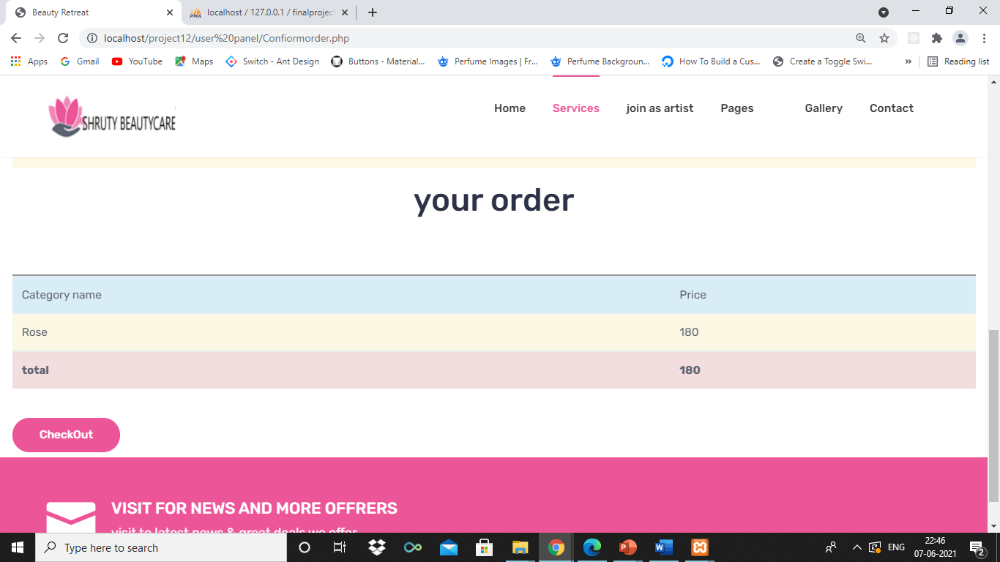 Beauty Retreat
localhost / 127.0.0.1 / finalproject
localhost/project12/user%20panel/Confiormorder.php
Apps Gmail YouTube Maps Switch - Ant Design Buttons - Material... Perfume Images | Fr... Perfume Backgroun... How To Build a Cus... Create a Toggle Swi... » Reading list
SHRUTY BEAUTYCARE
Home Services join as artist Pages Gallery Contact
your order
Category name Price
Rose 180
total 180
CheckOut
VISIT FOR NEWS AND MORE OFFRERS
visit to latest news & great deals we offer
Type here to search
ENG
22:46
07-06-2021
2